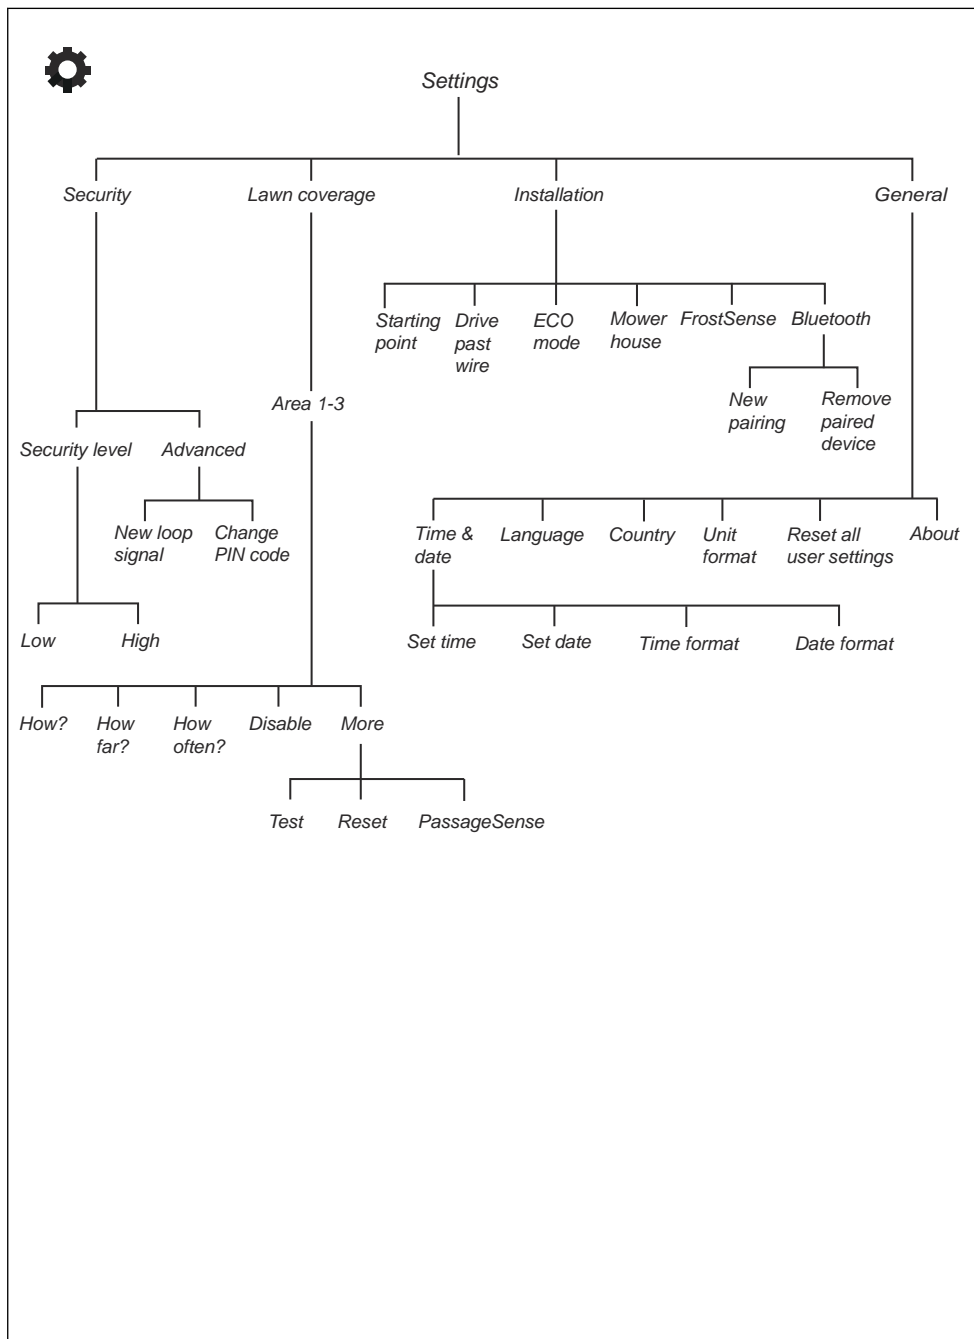 Settings
Security
Lawn coverage
Installation
General
Starting
point
Drive
past
wire
ECO
mode
Mower
house
FrostSense
Bluetooth
New
pairing
Remove
paired
device
Area 1-3
Security level
Advanced
New loop
signal
Change
PIN code
Time &
date
Language
Country
Unit
format
Reset all
user settings
About
Low
High
Set time
Set date
Time format
Date format
How?
How
far?
How
often?
Disable
More
Test
Reset
PassageSense